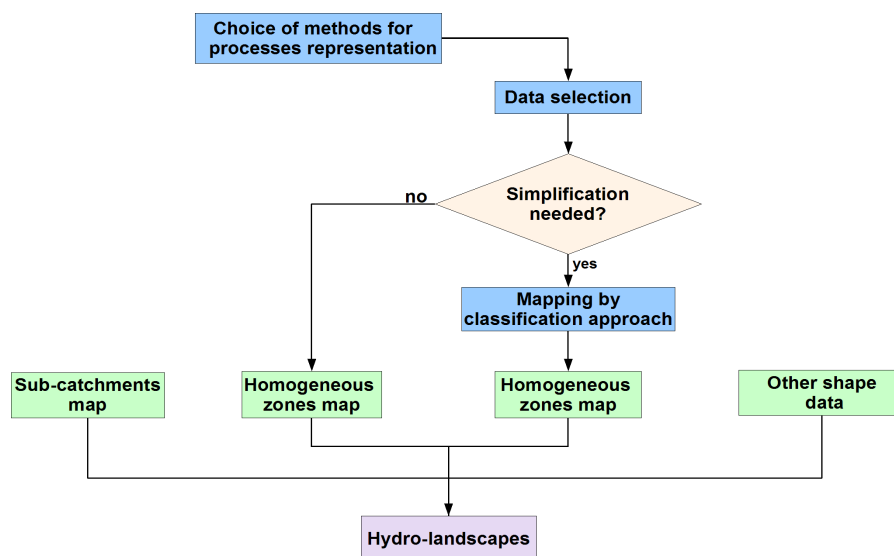 Choice of methods for
processes representation
Data selection
Simplification
needed?
no
yes
Mapping by
classification approach
Sub-catchments
map
Homogeneous
zones map
Homogeneous
zones map
Other shape
data
Hydro-landscapes